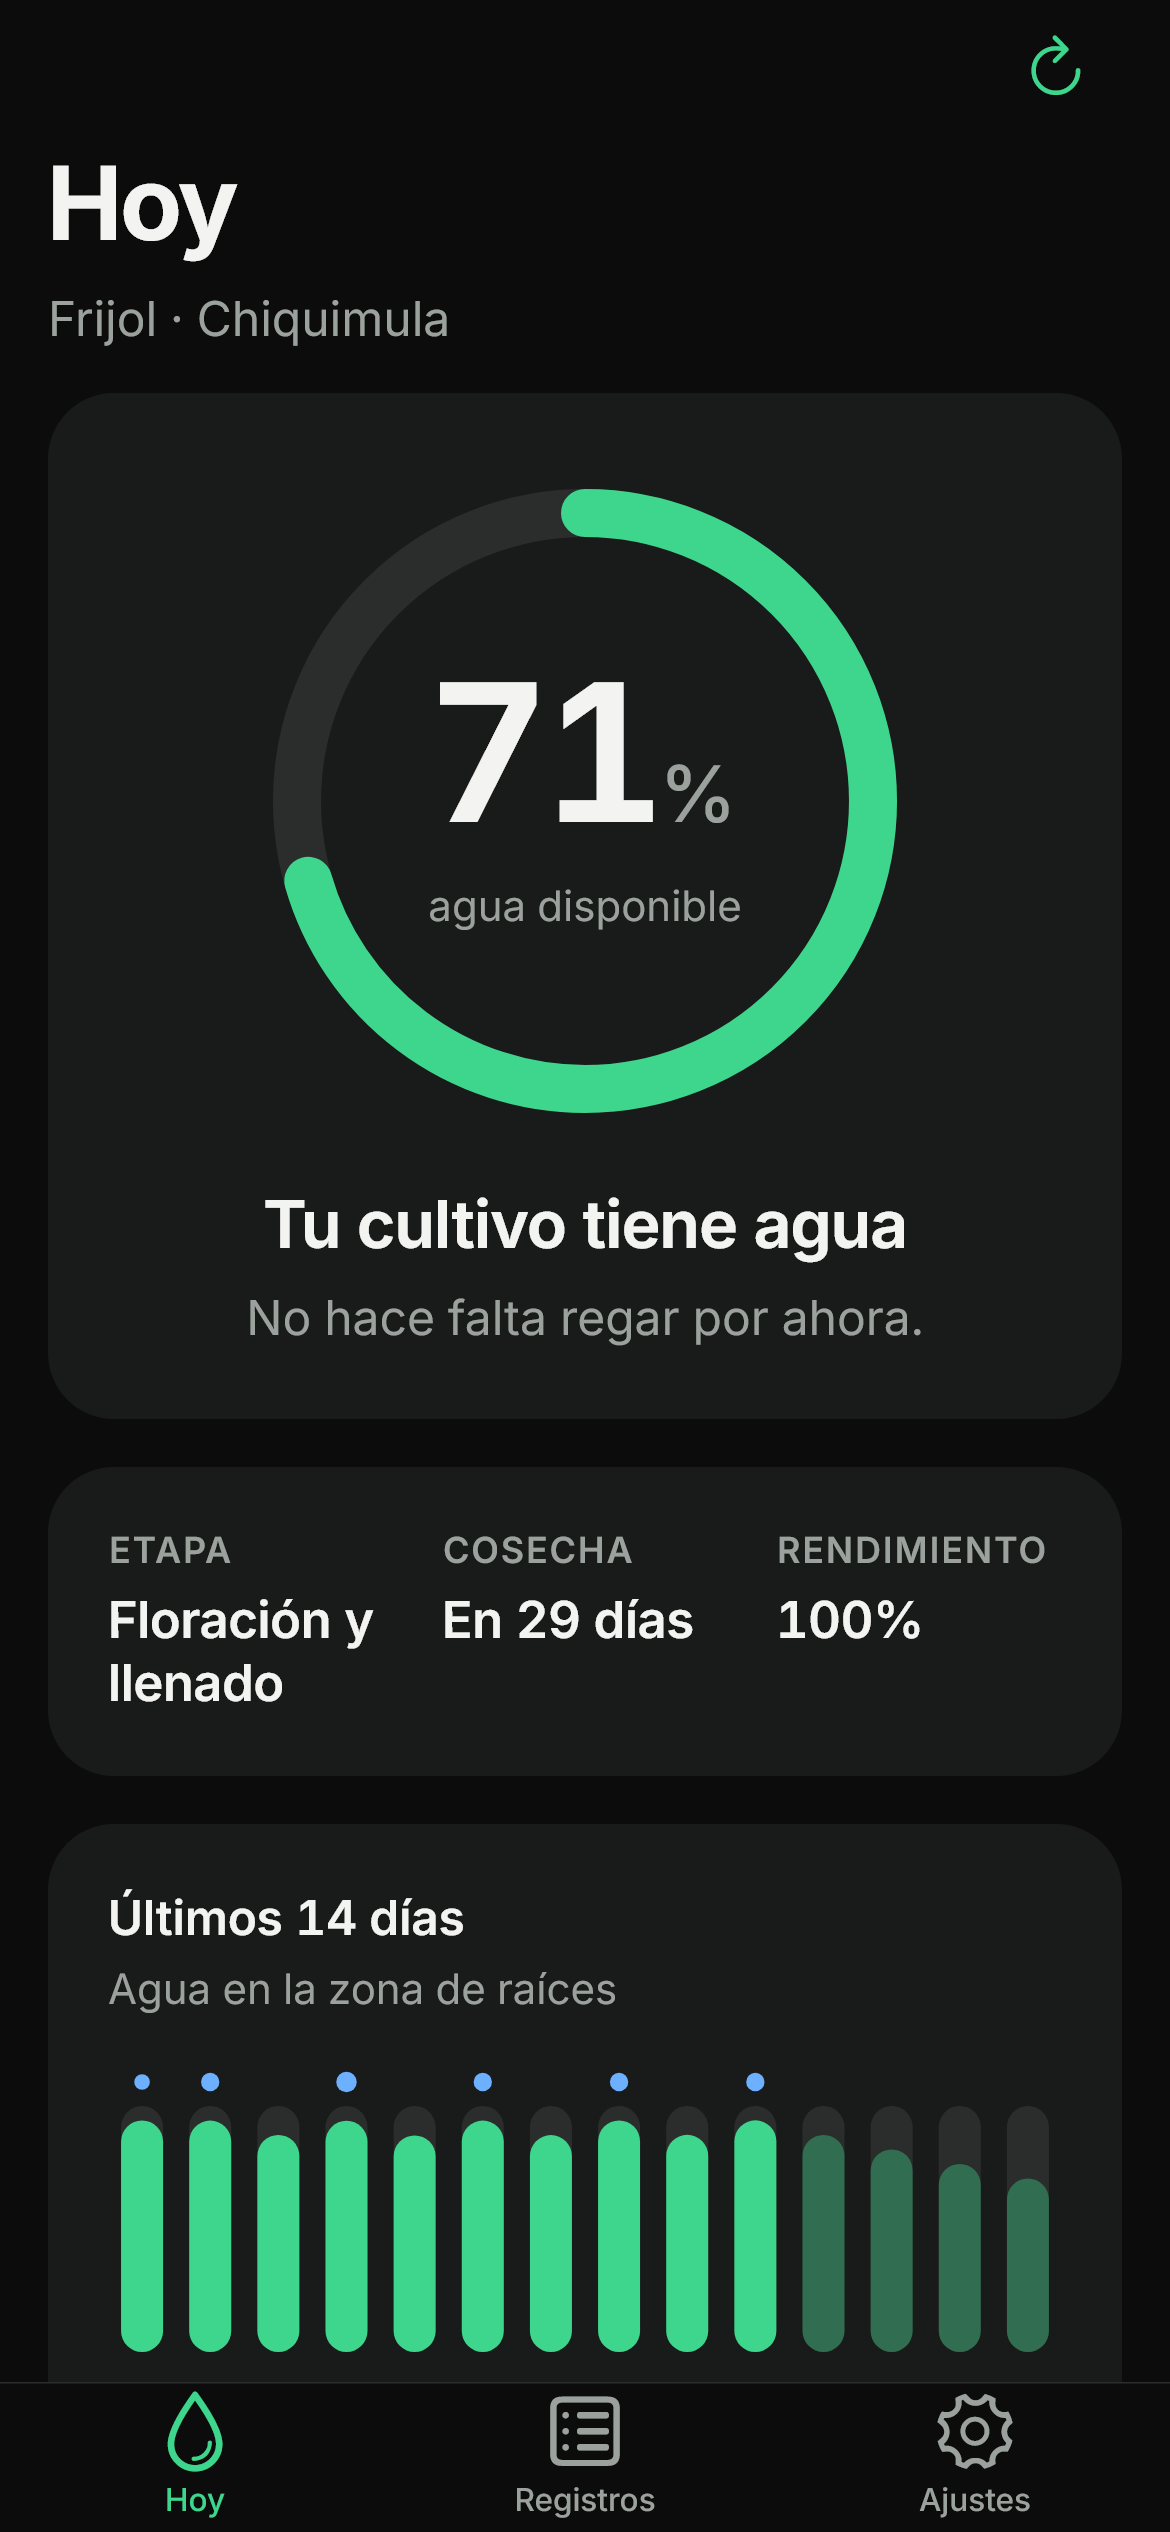 Hoy
Frijol · Chiquimula
71%
agua disponible
Tu cultivo tiene agua
No hace falta regar por ahora.
ETAPA
Floración y
llenado
COSECHA
En 29 días
RENDIMIENTO
100%
Últimos 14 días
Agua en la zona de raíces
Hoy
Registros
Ajustes